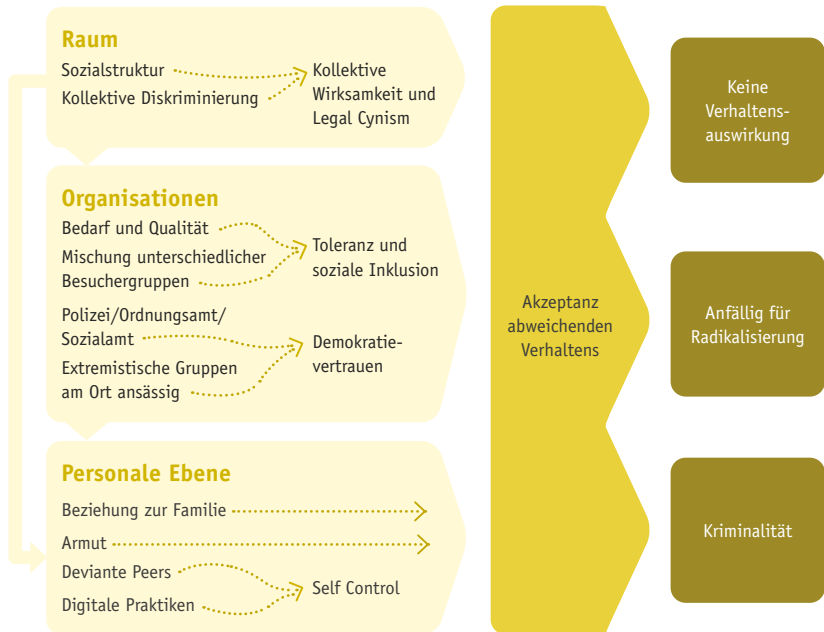 Raum
Sozialstruktur
Kollektive Diskriminierung
Kollektive
Wirksamkeit und
Legal Cynism
Organisationen
Bedarf und Qualität
Mischung unterschiedlicher
Besuchergruppen
Toleranz und
soziale Inklusion
Polizei/Ordnungsamt/
Sozialamt
Extremistische Gruppen
am Ort ansässig
Demokratie-
vertrauen
Personale Ebene
Beziehung zur Familie
Armut
Deviante Peers
Digitale Praktiken
Self Control
Akzeptanz
abweichenden
Verhaltens
Keine
Verhaltens-
auswirkung
Anfällig für
Radikalisierung
Kriminalität